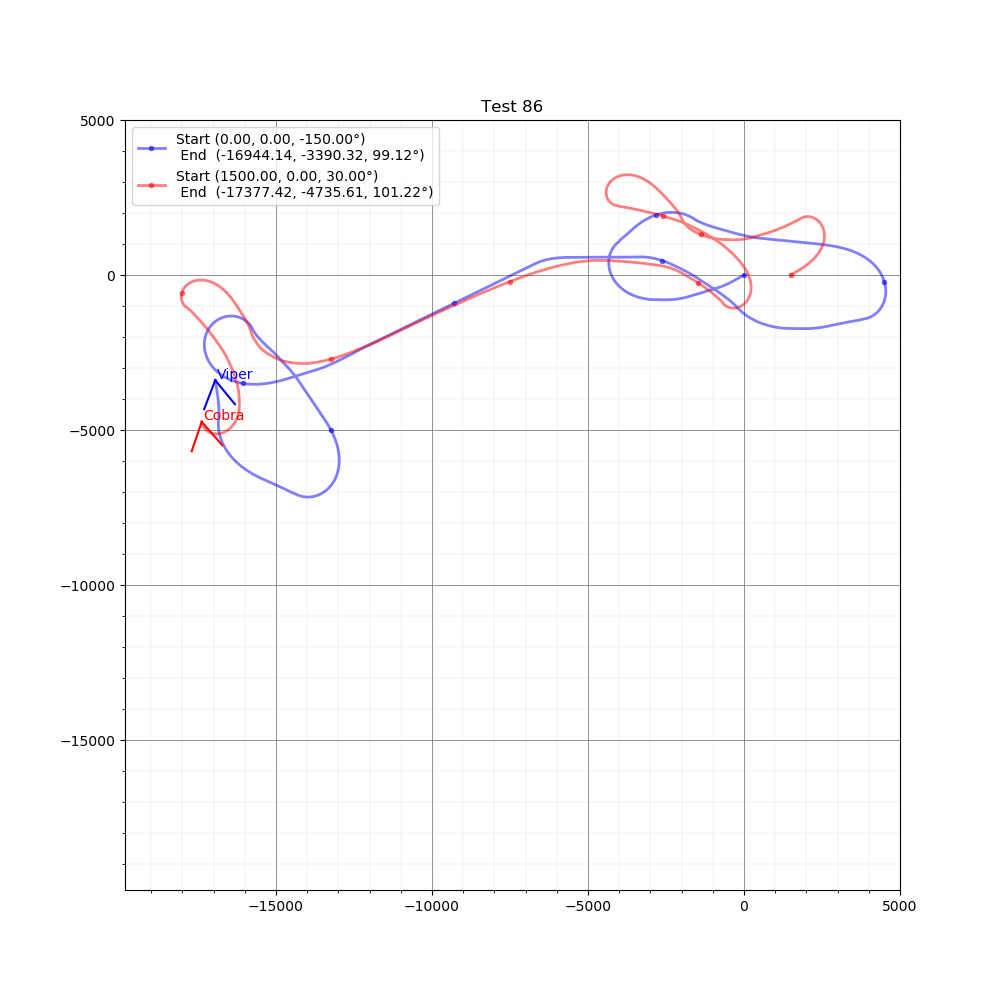 Test 86
Start (0.00, 0.00, -150.00°)
End (-16944.14, -3390.32, 99.12°)
Start (1500.00, 0.00, 30.00°)
End (-17377.42, -4735.61, 101.22°)
5000
0
−5000
−10000
−15000
Viper
Cobra
−15000
−10000
−5000
0
5000